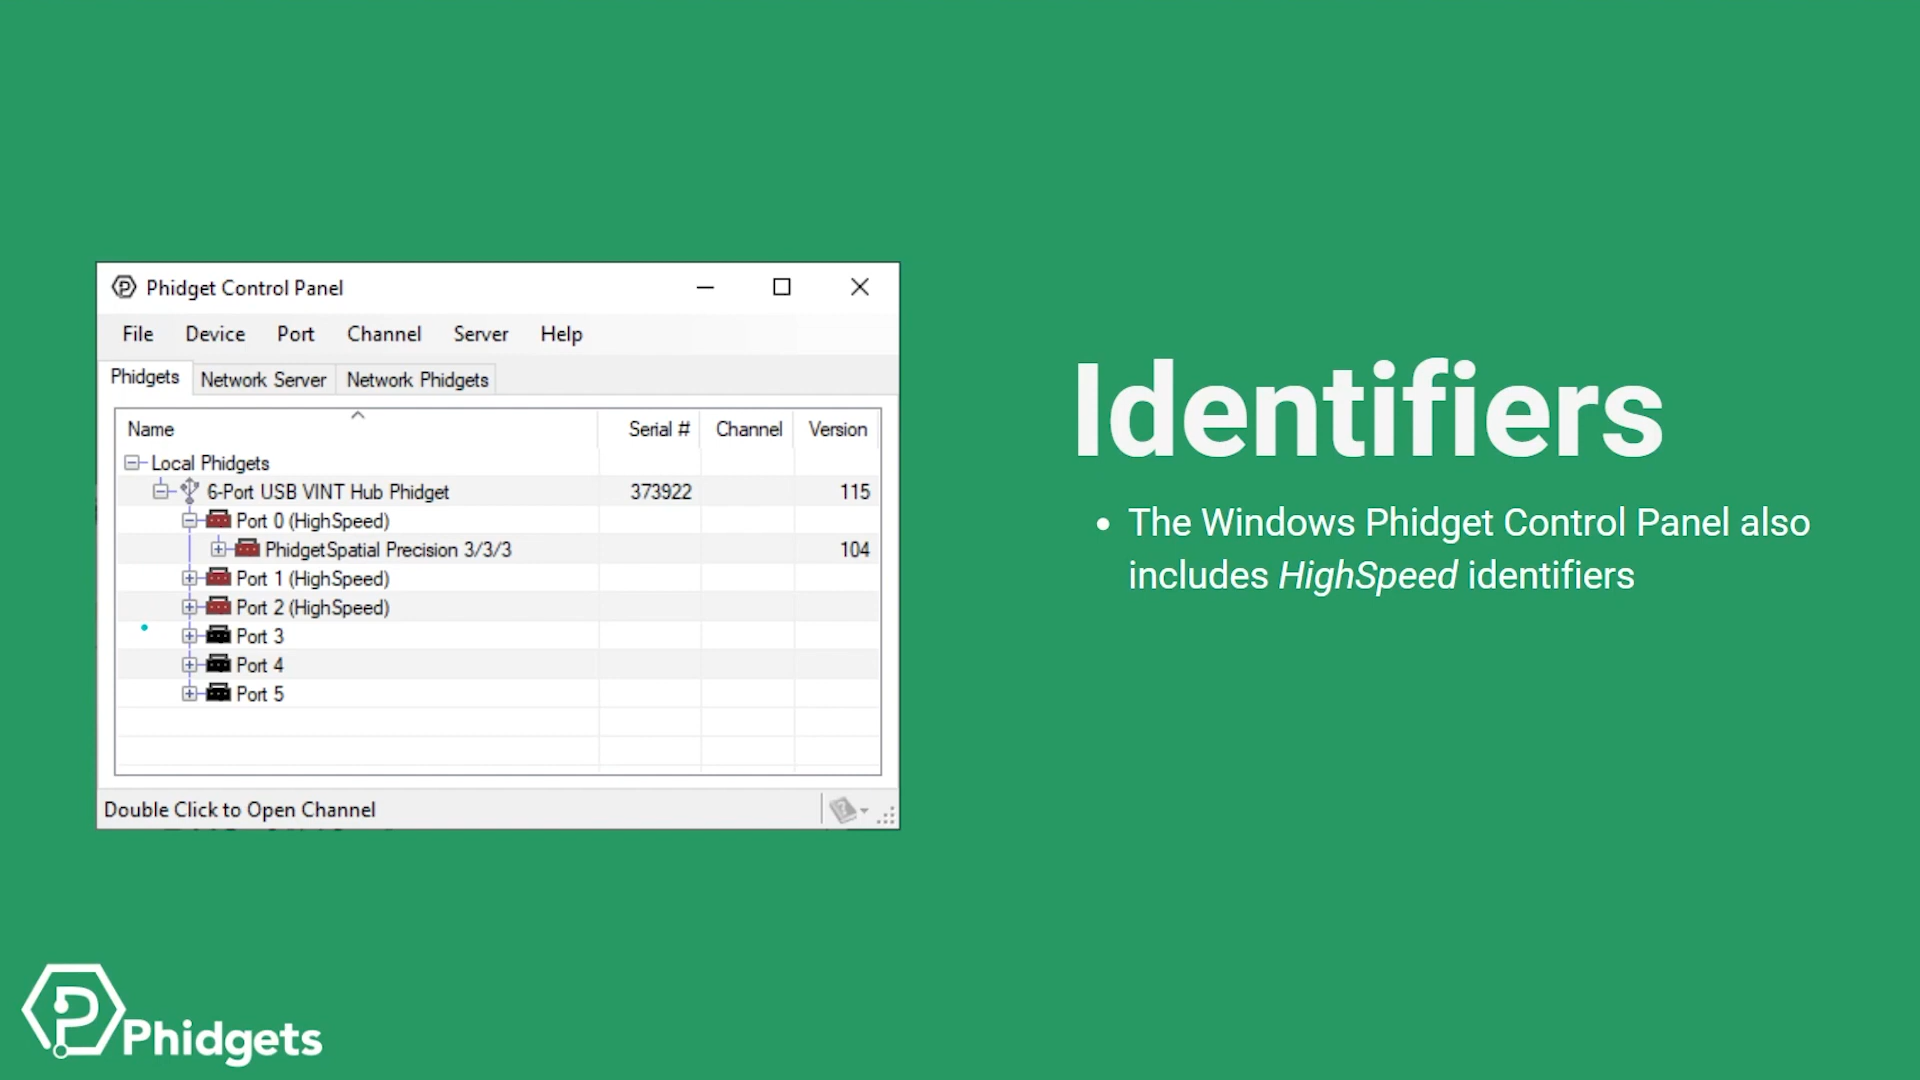 Phidget Control Panel
File Device Port Channel Server Help
Phidgets Network Server Network Phidgets
Name Serial # Channel Version
Local Phidgets
6-Port USB VINT Hub Phidget 373922 115
Port 0 (HighSpeed)
PhidgetSpatial Precision 3/3/3 104
Port 1 (HighSpeed)
Port 2 (HighSpeed)
Port 3
Port 4
Port 5
Double Click to Open Channel
Identifiers
• The Windows Phidget Control Panel also
includes HighSpeed identifiers
Phidgets